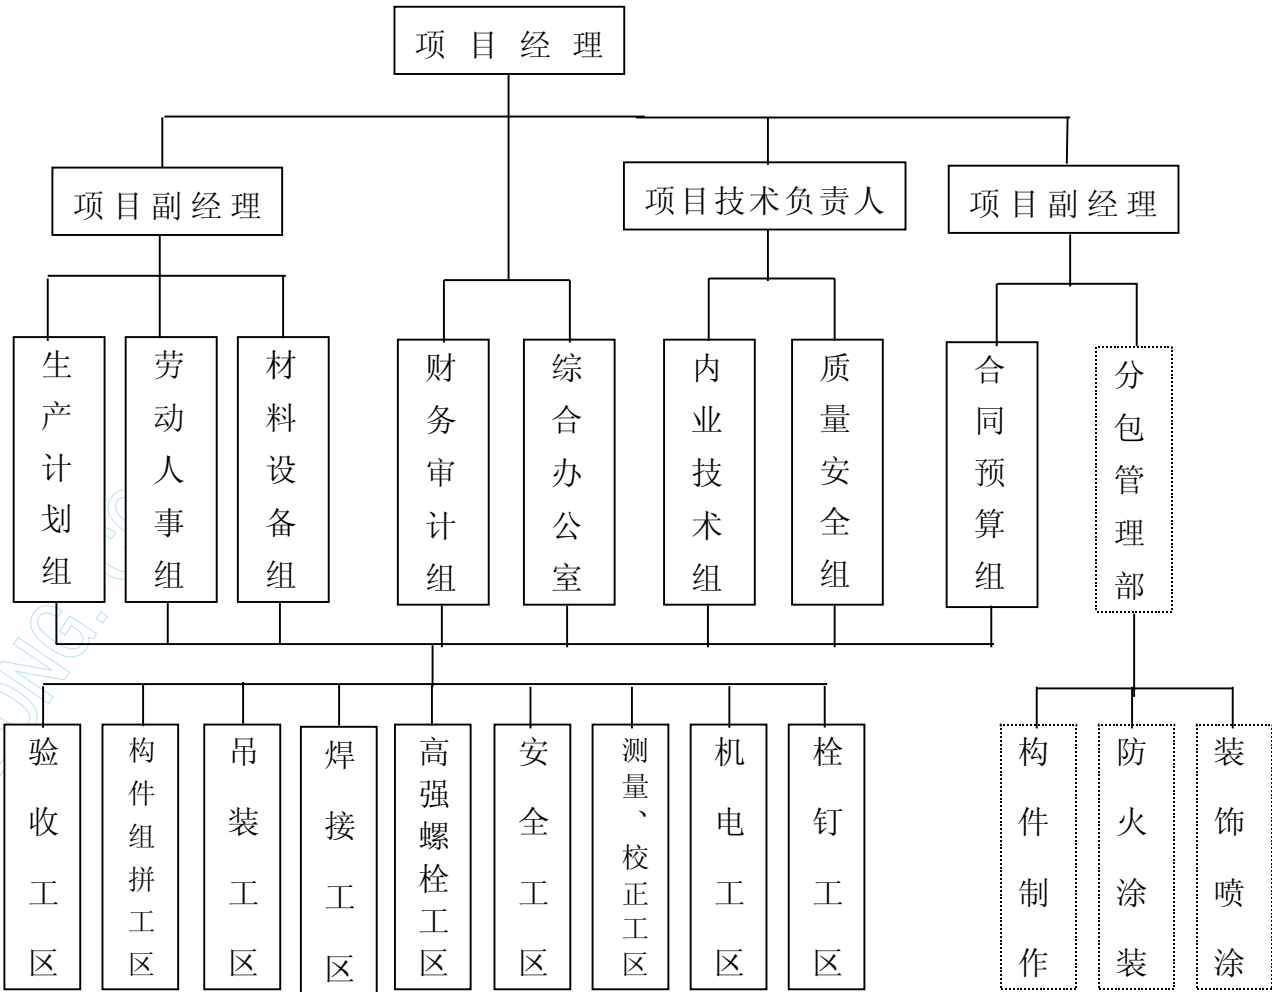 项目经理
项目副经理
项目技术负责人
项目副经理
生产计划组
劳动人事组
材料设备组
财务审计组
综合办公室
内业技术组
质量安全组
合同预算组
分包管理部
验收工区
构件组拼工区
吊装工区
焊接工区
高强螺栓工区
安全工区
测量、校正工区
机电工区
栓钉工区
构件制作
防火涂装
装饰喷涂